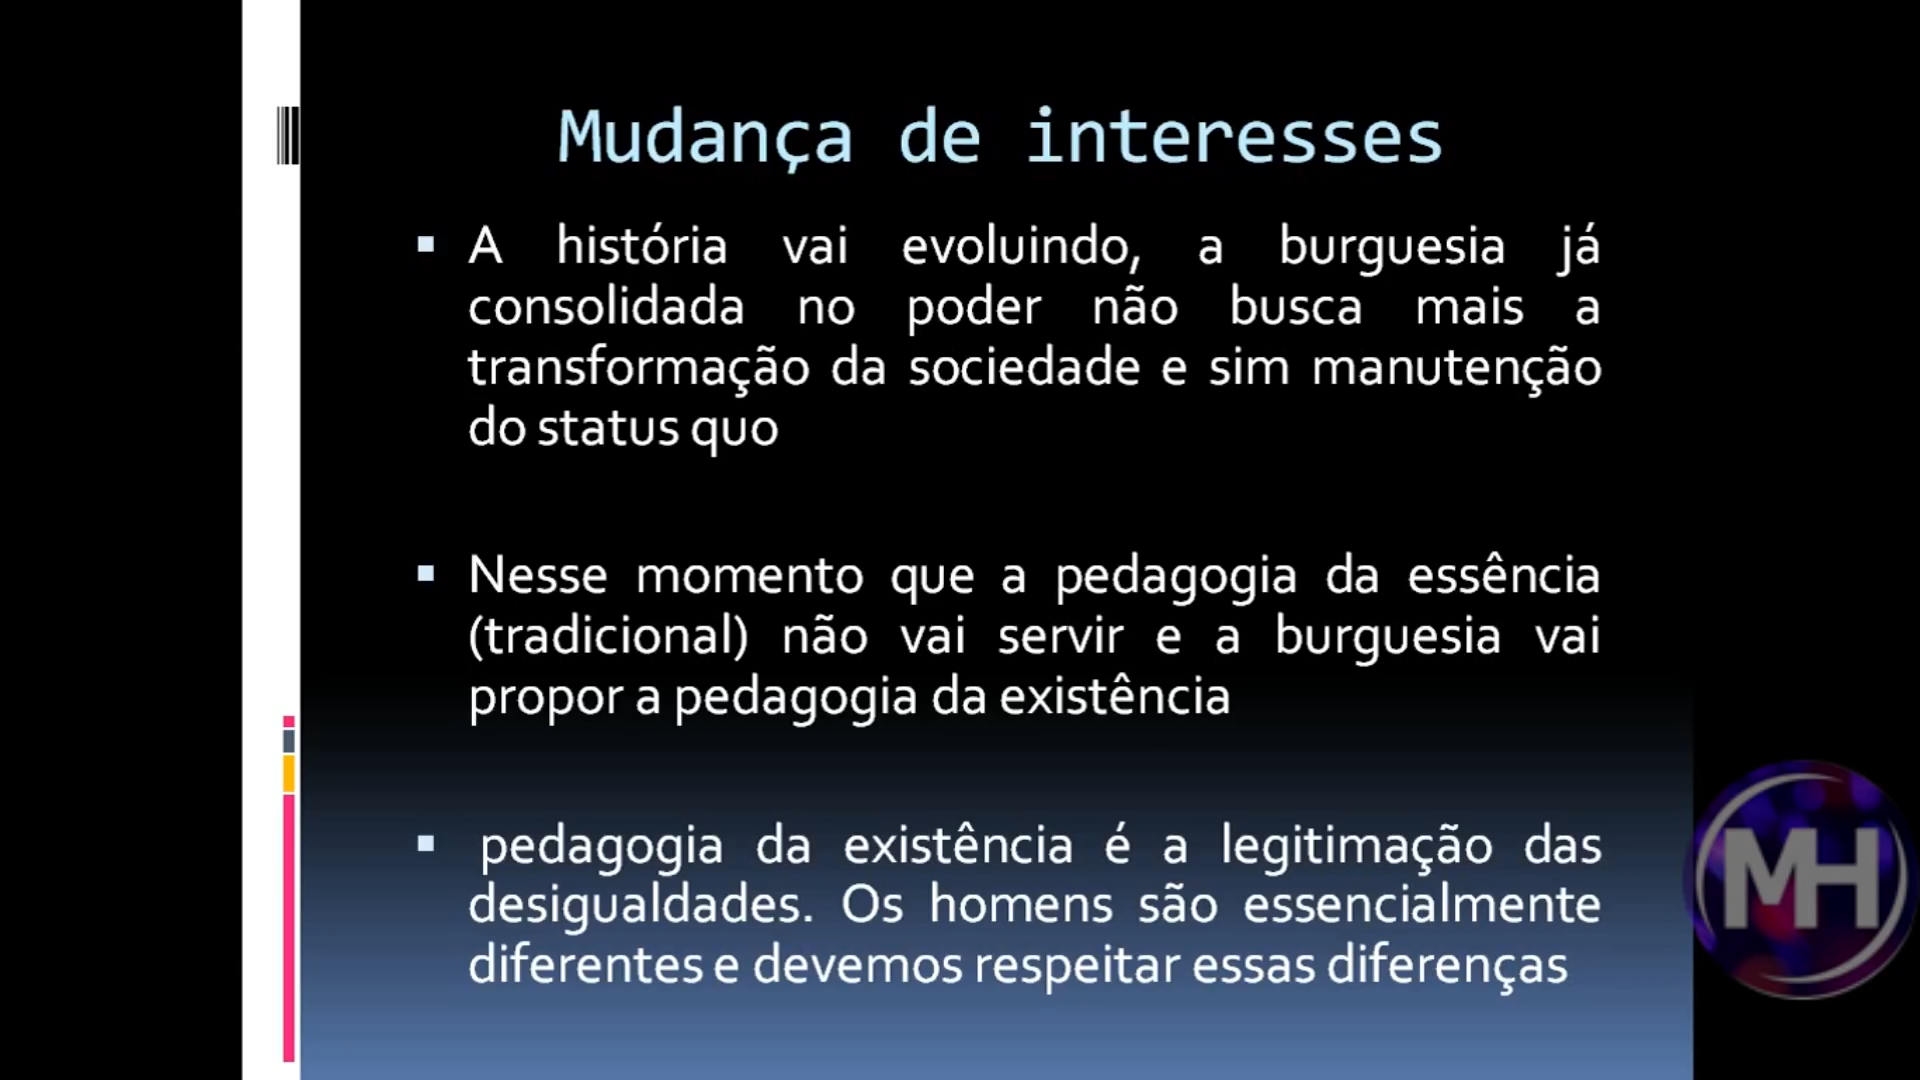 Mudança de interesses
▪ A história vai evoluindo, a burguesia já
consolidada no poder não busca mais a
transformação da sociedade e sim manutenção
do status quo
▪ Nesse momento que a pedagogia da essência
(tradicional) não vai servir e a burguesia vai
propor a pedagogia da existência
▪ pedagogia da existência é a legitimação das
desigualdades. Os homens são essencialmente
diferentes e devemos respeitar essas diferenças
MH